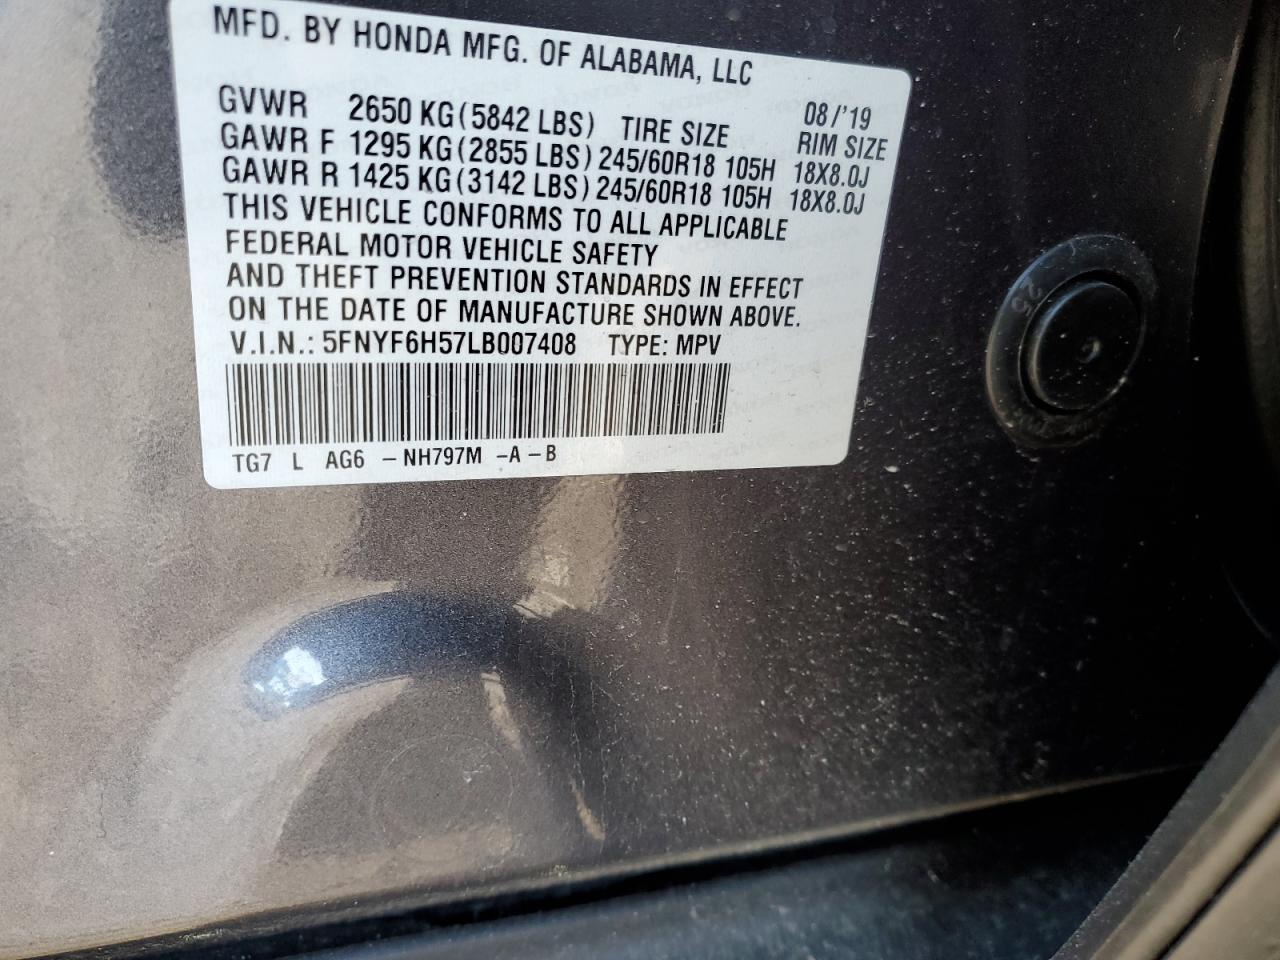 MFD. BY HONDA MFG. OF ALABAMA, LLC
08/'19
GVWR 2650 KG(5842 LBS) TIRE SIZE RIM SIZE
GAWR F 1295 KG(2855 LBS) 245/60R18 105H 18X8.0J
GAWR R 1425 KG(3142 LBS) 245/60R18 105H 18X8.0J
THIS VEHICLE CONFORMS TO ALL APPLICABLE
FEDERAL MOTOR VEHICLE SAFETY
AND THEFT PREVENTION STANDARDS IN EFFECT
ON THE DATE OF MANUFACTURE SHOWN ABOVE.
V.I.N.: 5FNYF6H57LB007408 TYPE: MPV
TG7 L AG6 -NH797M -A-B
25